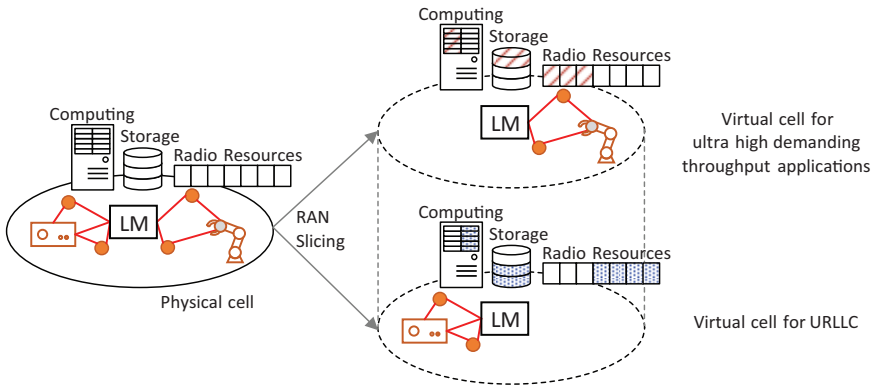 Computing
Storage
Radio Resources
LM
Physical cell
RAN
Slicing
Computing
Storage
Radio Resources
LM
Virtual cell for
ultra high demanding
throughput applications
Computing
Storage
Radio Resources
LM
Virtual cell for URLLC